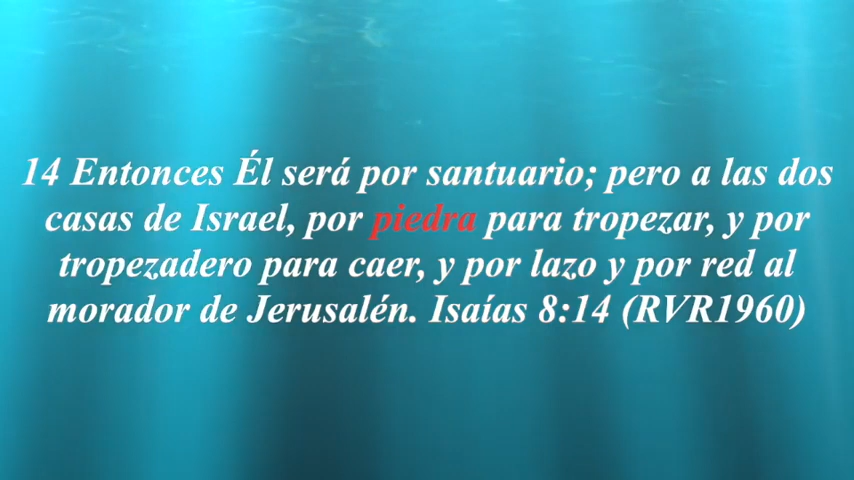 14 Entonces Él será por santuario; pero a las dos
casas de Israel, por piedra para tropezar, y por
tropezadero para caer, y por lazo y por red al
morador de Jerusalén. Isaías 8:14 (RVR1960)